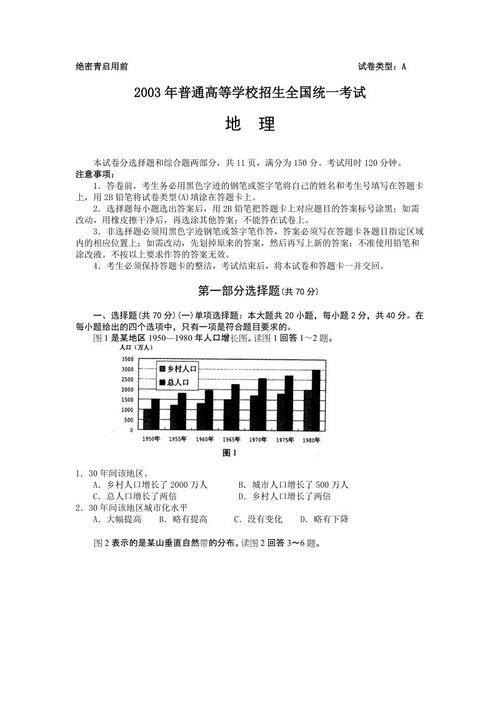 绝密青启用前 试卷类型：A
2003 年普通高等学校招生全国统一考试
地 理
本试卷分选择题和综合题两部分，共 11 页，满分为 150 分。考试用时 120 分钟。
注意事项：
1．答卷前，考生务必用黑色字迹的钢笔或签字笔将自己的姓名和考生号填写在答题卡
上，用 2B 铅笔将试卷类型(A)填涂在答题卡上。
2．选择题每小题选出答案后，用 2B 铅笔把答题卡上对应题目的答案标号涂黑；如需
改动，用橡皮擦干净后，再选涂其他答案；不能答在试卷上。
3．非选择题必须用黑色字迹钢笔或签字笔作答，答案必须写在答题卡各题目指定区域
内的相应位置上；如需改动，先划掉原来的答案，然后再写上新的答案；不准使用铅笔和
涂改液。不按以上要求作答的答案无效。
4．考生必须保持答题卡的整洁，考试结束后，将本试卷和答题卡一并交回。
第一部分选择题(共 70 分)
一、选择题(共 70 分)(一)单项选择题：本大题共 20 小题，每小题 2 分，共 40 分。在
每小题给出的四个选项中，只有一项是符合题目要求的。
图 1 是某地区 1950—1980 年人口增长图。读图 1 回答 1～2 题。
人口（万人）
3500
3000
2500
2000
1500
1000
500
0
乡村人口
总人口
1950年 1955年 1960年 1965年 1970年 1975年 1980年
图 1
1．30 年间该地区。
A．乡村人口增长了 2000 万人 B．城市人口增长了 500 万人
C．总人口增长了两倍 D．乡村人口增长了两倍
2．30 年间该地区城市化水平
A．大幅提高 B．略有提高 C．没有变化 D．略有下降
图 2 表示的是某山垂直自然带的分布。读图 2 回答 3～6 题。